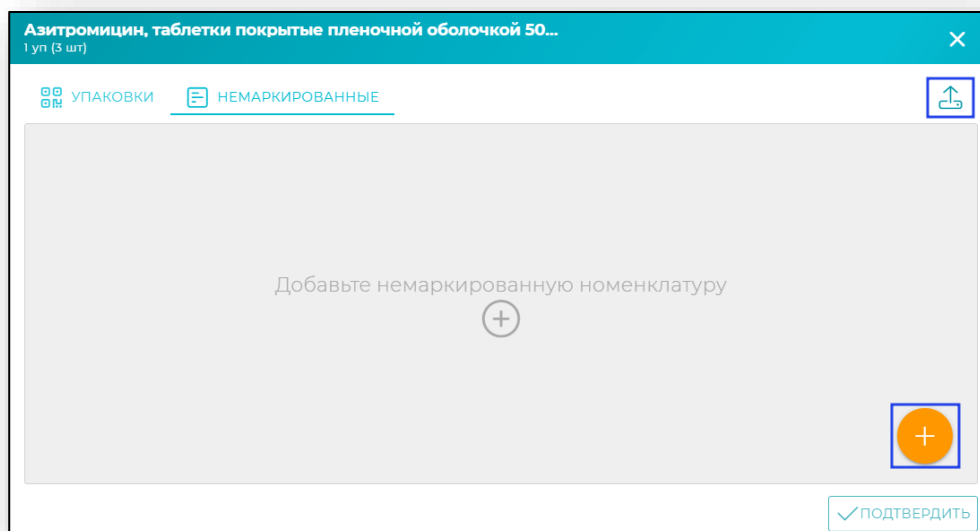 Азитромицин, таблетки покрытые пленочной оболочкой 50...
1 уп (3 шт)
УПАКОВКИ НЕМАРКИРОВАННЫЕ
Добавьте немаркированную номенклатуру
ПОДТВЕРДИТЬ